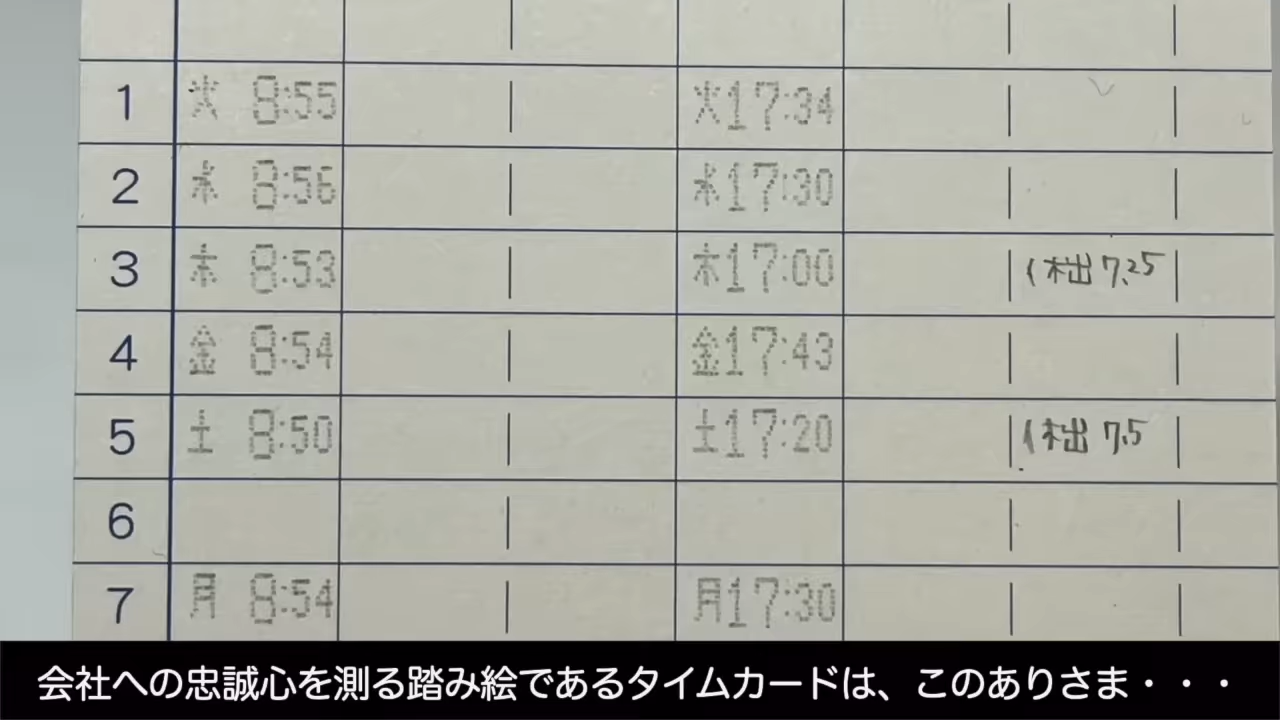 1 火 8:55 火17:34
2 水 8:56 水17:30
3 木 8:53 木17:00 (休出 7.25
4 金 8:54 金17:43
5 土 8:50 土17:20 (休出 7.5
6
7 月 8:54 月17:30
会社への忠誠心を測る踏み絵であるタイムカードは、このありさま・・・